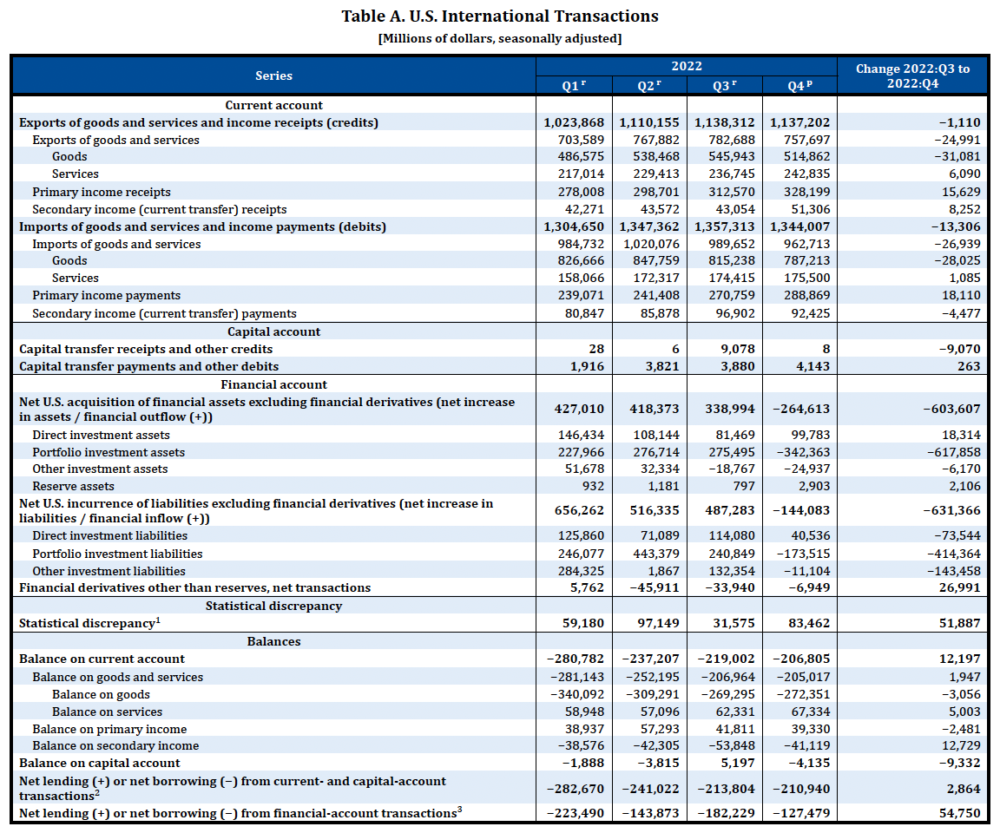 Table A. U.S. International Transactions
[Millions of dollars, seasonally adjusted]
Series 2022 Change 2022:Q3 to 2022:Q4
Q1 r Q2 r Q3 r Q4 p
Current account
Exports of goods and services and income receipts (credits) 1,023,868 1,110,155 1,138,312 1,137,202 −1,110
Exports of goods and services 703,589 767,882 782,688 757,697 −24,991
Goods 486,575 538,468 545,943 514,862 −31,081
Services 217,014 229,413 236,745 242,835 6,090
Primary income receipts 278,008 298,701 312,570 328,199 15,629
Secondary income (current transfer) receipts 42,271 43,572 43,054 51,306 8,252
Imports of goods and services and income payments (debits) 1,304,650 1,347,362 1,357,313 1,344,007 −13,306
Imports of goods and services 984,732 1,020,076 989,652 962,713 −26,939
Goods 826,666 847,759 815,238 787,213 −28,025
Services 158,066 172,317 174,415 175,500 1,085
Primary income payments 239,071 241,408 270,759 288,869 18,110
Secondary income (current transfer) payments 80,847 85,878 96,902 92,425 −4,477
Capital account
Capital transfer receipts and other credits 28 6 9,078 8 −9,070
Capital transfer payments and other debits 1,916 3,821 3,880 4,143 263
Financial account
Net U.S. acquisition of financial assets excluding financial derivatives (net increase
in assets / financial outflow (+)) 427,010 418,373 338,994 −264,613 −603,607
Direct investment assets 146,434 108,144 81,469 99,783 18,314
Portfolio investment assets 227,966 276,714 275,495 −342,363 −617,858
Other investment assets 51,678 32,334 −18,767 −24,937 −6,170
Reserve assets 932 1,181 797 2,903 2,106
Net U.S. incurrence of liabilities excluding financial derivatives (net increase in
liabilities / financial inflow (+)) 656,262 516,335 487,283 −144,083 −631,366
Direct investment liabilities 125,860 71,089 114,080 40,536 −73,544
Portfolio investment liabilities 246,077 443,379 240,849 −173,515 −414,364
Other investment liabilities 284,325 1,867 132,354 −11,104 −143,458
Financial derivatives other than reserves, net transactions 5,762 −45,911 −33,940 −6,949 26,991
Statistical discrepancy
Statistical discrepancy1 59,180 97,149 31,575 83,462 51,887
Balances
Balance on current account −280,782 −237,207 −219,002 −206,805 12,197
Balance on goods and services −281,143 −252,195 −206,964 −205,017 1,947
Balance on goods −340,092 −309,291 −269,295 −272,351 −3,056
Balance on services 58,948 57,096 62,331 67,334 5,003
Balance on primary income 38,937 57,293 41,811 39,330 −2,481
Balance on secondary income −38,576 −42,305 −53,848 −41,119 12,729
Balance on capital account −1,888 −3,815 5,197 −4,135 −9,332
Net lending (+) or net borrowing (−) from current- and capital-account
transactions2 −282,670 −241,022 −213,804 −210,940 2,864
Net lending (+) or net borrowing (−) from financial-account transactions3 −223,490 −143,873 −182,229 −127,479 54,750